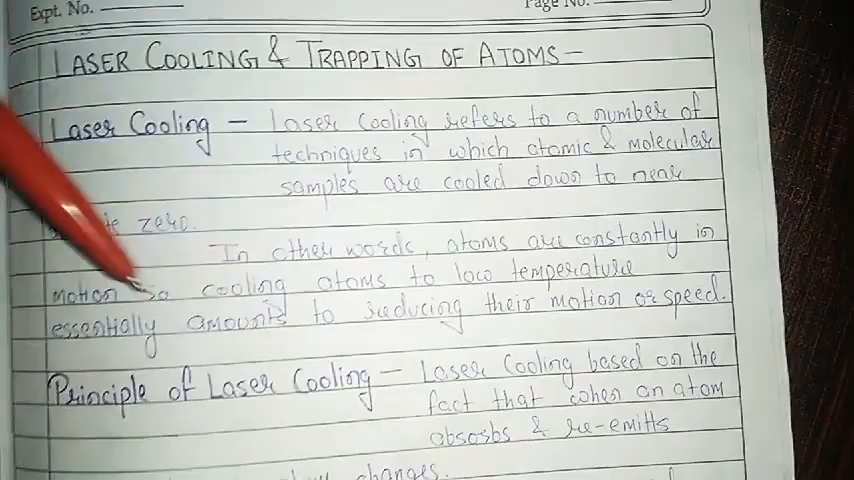 Expt. No.
Page No.
LASER COOLING & TRAPPING OF ATOMS -
Laser Cooling - Laser Cooling refers to a number of
techniques in which atomic & molecular
samples are cooled down to near
zero.
In other words, atoms are constantly in
motion so cooling atoms to low temperature
essentially amounts to reducing their motion or speed.
Principle of Laser Cooling - Laser Cooling based on the
fact that when an atom
absorbs & re-emitts
changes.